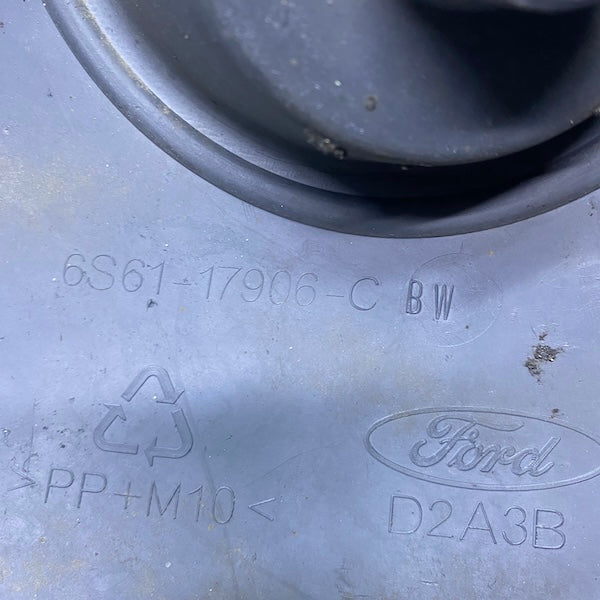 6S61-17906-C BW
Ford
>PP+M10<
D2A3B